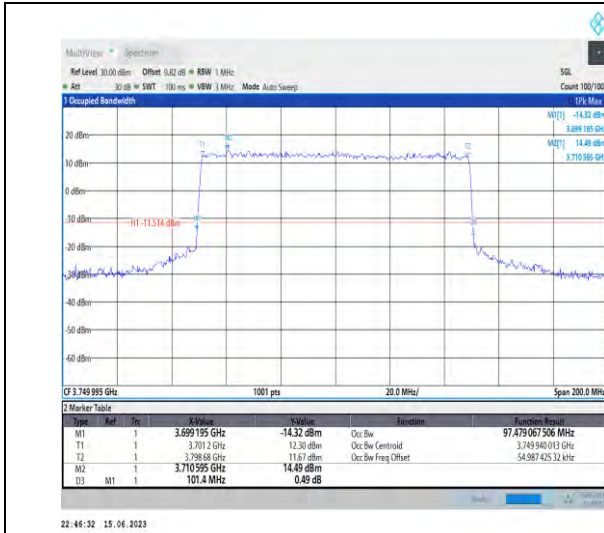 MultiView Spectrum
Ref Level 30.00 dBm Offset 0.82 dB RBW 1 MHz SGL
Att 30 dB SWT 100 ms VBW 3 MHz Mode Auto Sweep Count 100/100
1 Occupied Bandwidth 1Pk Max
M1[1] -14.32 dBm
3.699 195 GHz
M2[1] 14.49 dBm
3.710 595 GHz
20 dBm
10 dBm
0 dBm
-10 dBm
H1 -11.514 dBm
-30 dBm
-40 dBm
-50 dBm
-60 dBm
T1
M2
T2
M1
CF 3.749 995 GHz 1001 pts 20.0 MHz/ Span 200.0 MHz
2 Marker Table
Type Ref Trc X-Value Y-Value Function Function Result
M1 1 3.699 195 GHz -14.32 dBm Occ Bw 97.479 067 506 MHz
T1 1 3.701 2 GHz 12.30 dBm Occ Bw Centroid 3.749 940 013 GHz
T2 1 3.798 68 GHz 11.67 dBm Occ Bw Freq Offset -54.987 425 32 kHz
M2 1 3.710 595 GHz 14.49 dBm
D3 M1 1 101.4 MHz 0.49 dB
22:46:32 15.06.2023